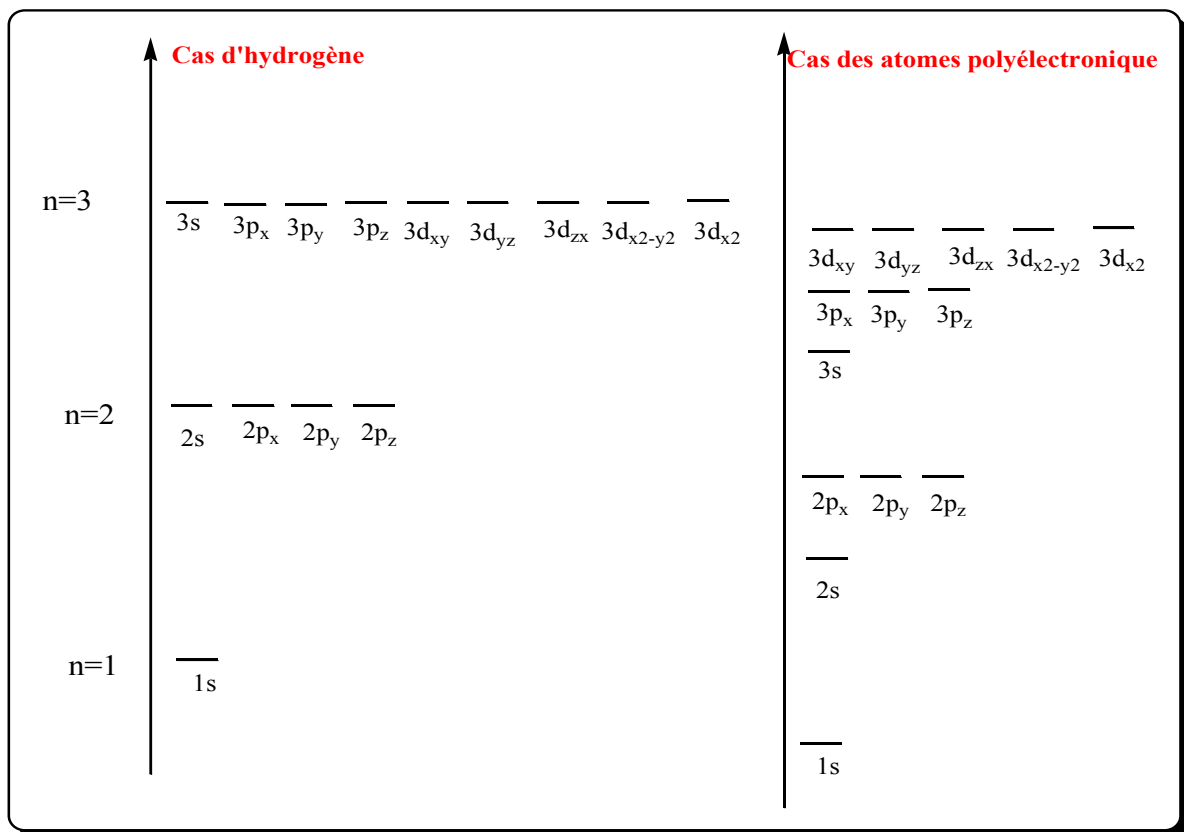 Cas d'hydrogène
n=3
3s 3px 3py 3pz 3dxy 3dyz 3dzx 3dx2-y2 3dx2
n=2
2s 2px 2py 2pz
n=1
1s
Cas des atomes polyélectronique
3dxy 3dyz 3dzx 3dx2-y2 3dx2
3px 3py 3pz
3s
2px 2py 2pz
2s
1s